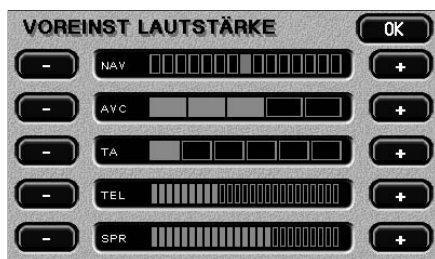 VOREINST LAUTSTÄRKE OK
- NAV +
- AVC +
- TA +
- TEL +
- SPR +